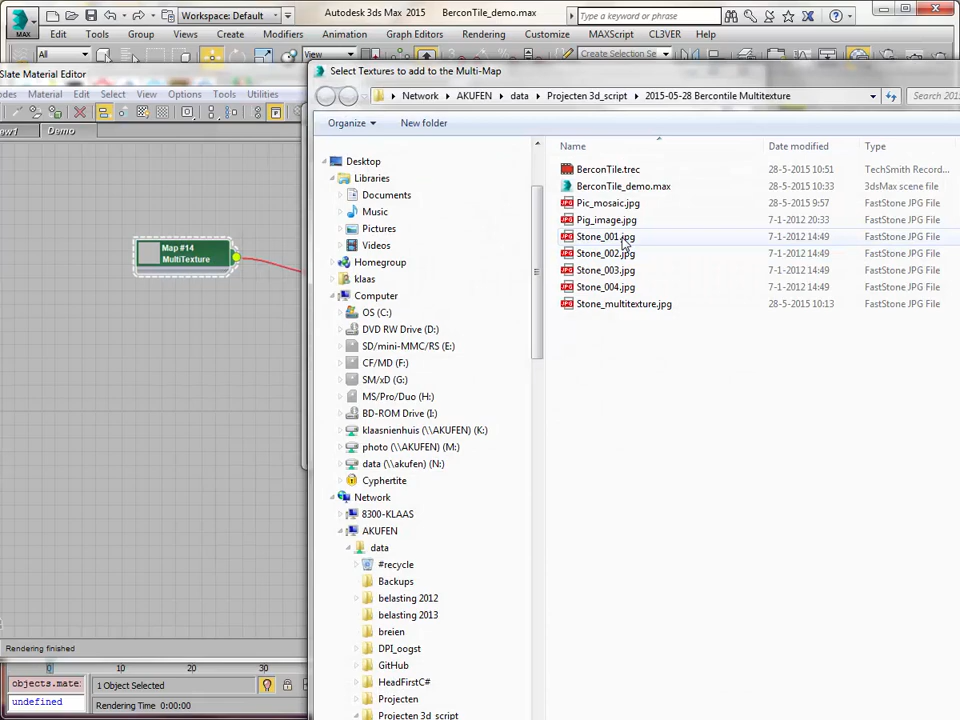 Workspace: Default
Autodesk 3ds Max 2015
BerconTile_demo.max
Type a keyword or phrase
MAX
Edit Tools Group Views Create Modifiers Animation Graph Editors Rendering Customize MAXScript CL3VER Help
All
View
Create Selection Se
Slate Material Editor
Select Textures to add to the Multi-Map
odes Material Edit Select View Options Tools Utilities
Network AKUFEN data Projecten 3d_script 2015-05-28 Bercontile Multitexture
Search 201
iew1 Demo
Organize New folder
Name Date modified Type
Desktop
Libraries
Documents
Music
Pictures
Videos
Homegroup
klaas
Computer
OS (C:)
DVD RW Drive (D:)
SD/mini-MMC/RS (E:)
CF/MD (F:)
SM/xD (G:)
MS/Pro/Duo (H:)
BD-ROM Drive (I:)
klaasnienhuis (\\AKUFEN) (K:)
photo (\\AKUFEN) (M:)
data (\\akufen) (N:)
Cyphertite
Network
8300-KLAAS
AKUFEN
data
#recycle
Backups
belasting 2012
belasting 2013
breien
DPI_oogst
GitHub
HeadFirstC#
Projecten
Projecten 3d_script
BerconTile.trec 28-5-2015 10:51 TechSmith Record...
BerconTile_demo.max 28-5-2015 10:33 3dsMax scene file
Pic_mosaic.jpg 28-5-2015 9:57 FastStone JPG File
Pig_image.jpg 7-1-2012 20:33 FastStone JPG File
Stone_001.jpg 7-1-2012 14:49 FastStone JPG File
Stone_002.jpg 7-1-2012 14:49 FastStone JPG File
Stone_003.jpg 7-1-2012 14:49 FastStone JPG File
Stone_004.jpg 7-1-2012 14:49 FastStone JPG File
Stone_multitexture.jpg 28-5-2015 10:13 FastStone JPG File
Map #14
MultiTexture
Rendering finished
0 10 20 30
objects.mate
undefined
1 Object Selected
Rendering Time 0:00:00